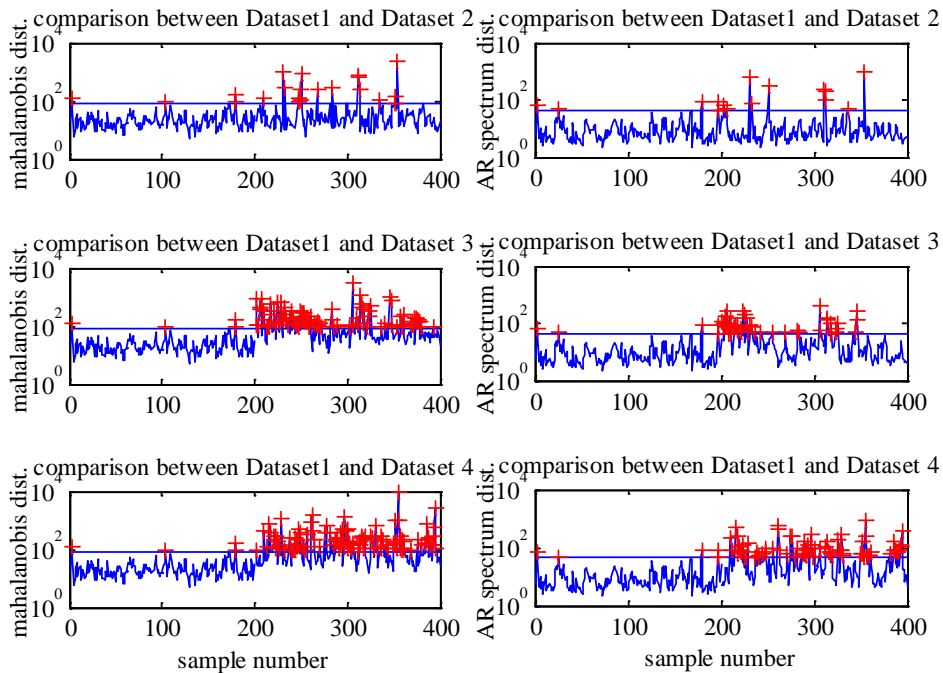 comparison between Dataset1 and Dataset 2
mahalanobis dist.
10^4
10^2
10^0
0 100 200 300 400
comparison between Dataset1 and Dataset 2
AR spectrum dist.
10^4
10^2
10^0
0 100 200 300 400
comparison between Dataset1 and Dataset 3
mahalanobis dist.
10^4
10^2
10^0
0 100 200 300 400
comparison between Dataset1 and Dataset 3
AR spectrum dist.
10^4
10^2
10^0
0 100 200 300 400
comparison between Dataset1 and Dataset 4
mahalanobis dist.
10^4
10^2
10^0
0 100 200 300 400
sample number
comparison between Dataset1 and Dataset 4
AR spectrum dist.
10^4
10^2
10^0
0 100 200 300 400
sample number